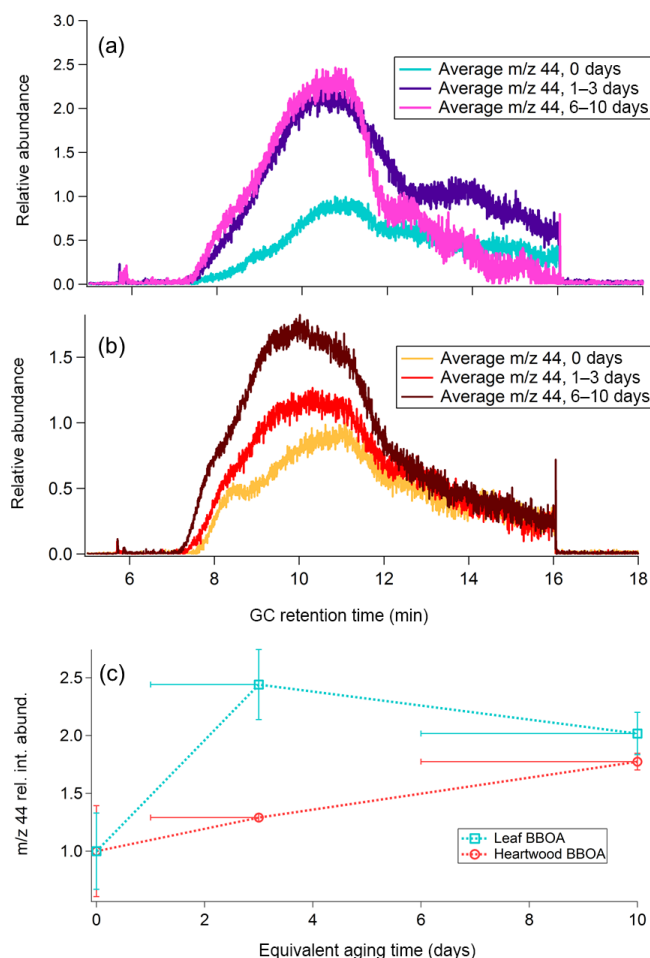 (a)
3.0
2.5
2.0
1.5
1.0
0.5
0.0
Relative abundance
Average m/z 44, 0 days
Average m/z 44, 1–3 days
Average m/z 44, 6–10 days
(b)
1.5
1.0
0.5
0.0
Relative abundance
Average m/z 44, 0 days
Average m/z 44, 1–3 days
Average m/z 44, 6–10 days
6 8 10 12 14 16 18
GC retention time (min)
(c)
2.5
2.0
1.5
1.0
m/z 44 rel. int. abund.
Leaf BBOA
Heartwood BBOA
0 2 4 6 8 10
Equivalent aging time (days)